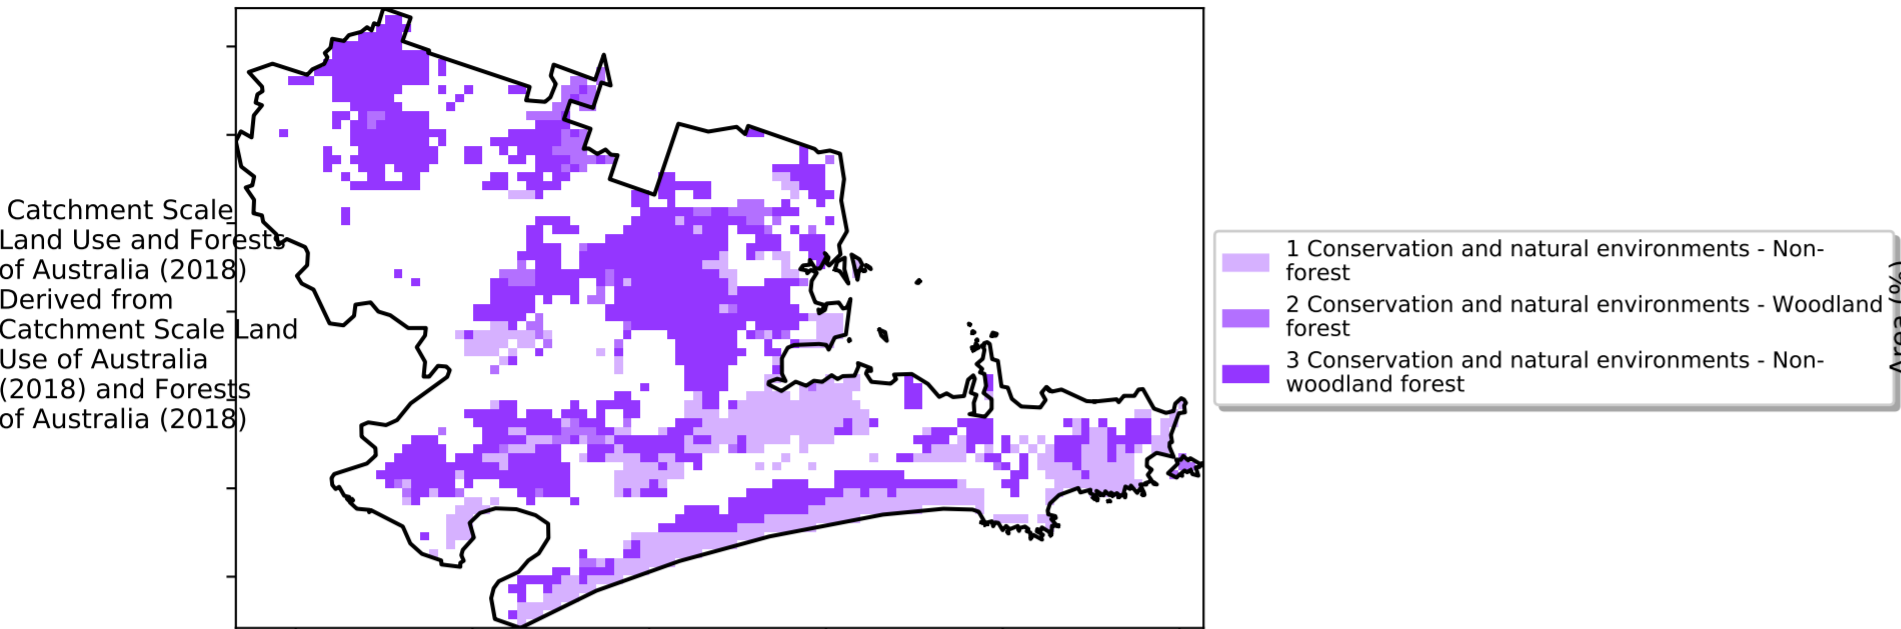 Catchment Scale
Land Use and Forests
of Australia (2018)
Derived from
Catchment Scale Land
Use of Australia
(2018) and Forests
of Australia (2018)
1 Conservation and natural environments - Non-
forest
2 Conservation and natural environments - Woodland
forest
3 Conservation and natural environments - Non-
woodland forest
Area (%)